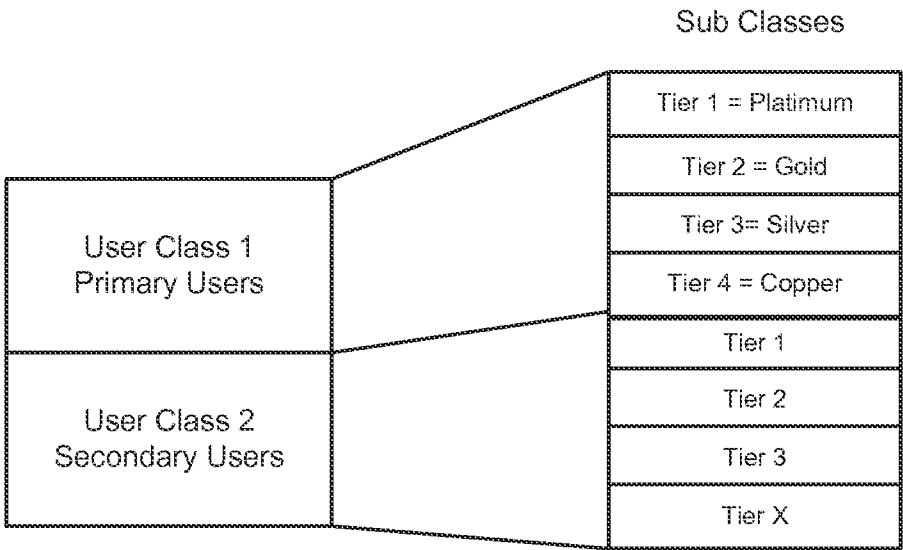 Sub Classes
Tier 1 = Platimum
Tier 2 = Gold
Tier 3= Silver
Tier 4 = Copper
User Class 1
Primary Users
Tier 1
Tier 2
Tier 3
Tier X
User Class 2
Secondary Users